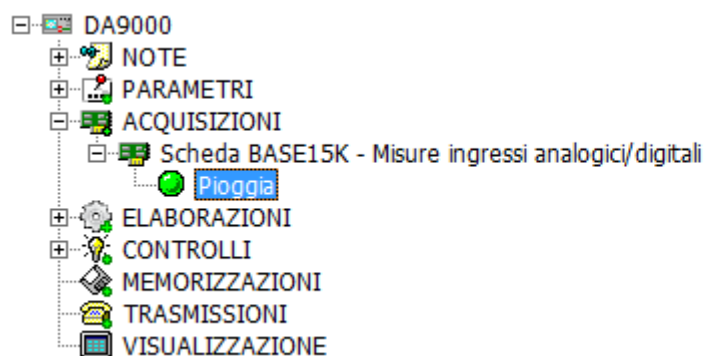 DA9000
NOTE
PARAMETRI
ACQUISIZIONI
Scheda BASE15K - Misure ingressi analogici/digitali
Pioggia
ELABORAZIONI
CONTROLLI
MEMORIZZAZIONI
TRASMISSIONI
VISUALIZZAZIONE